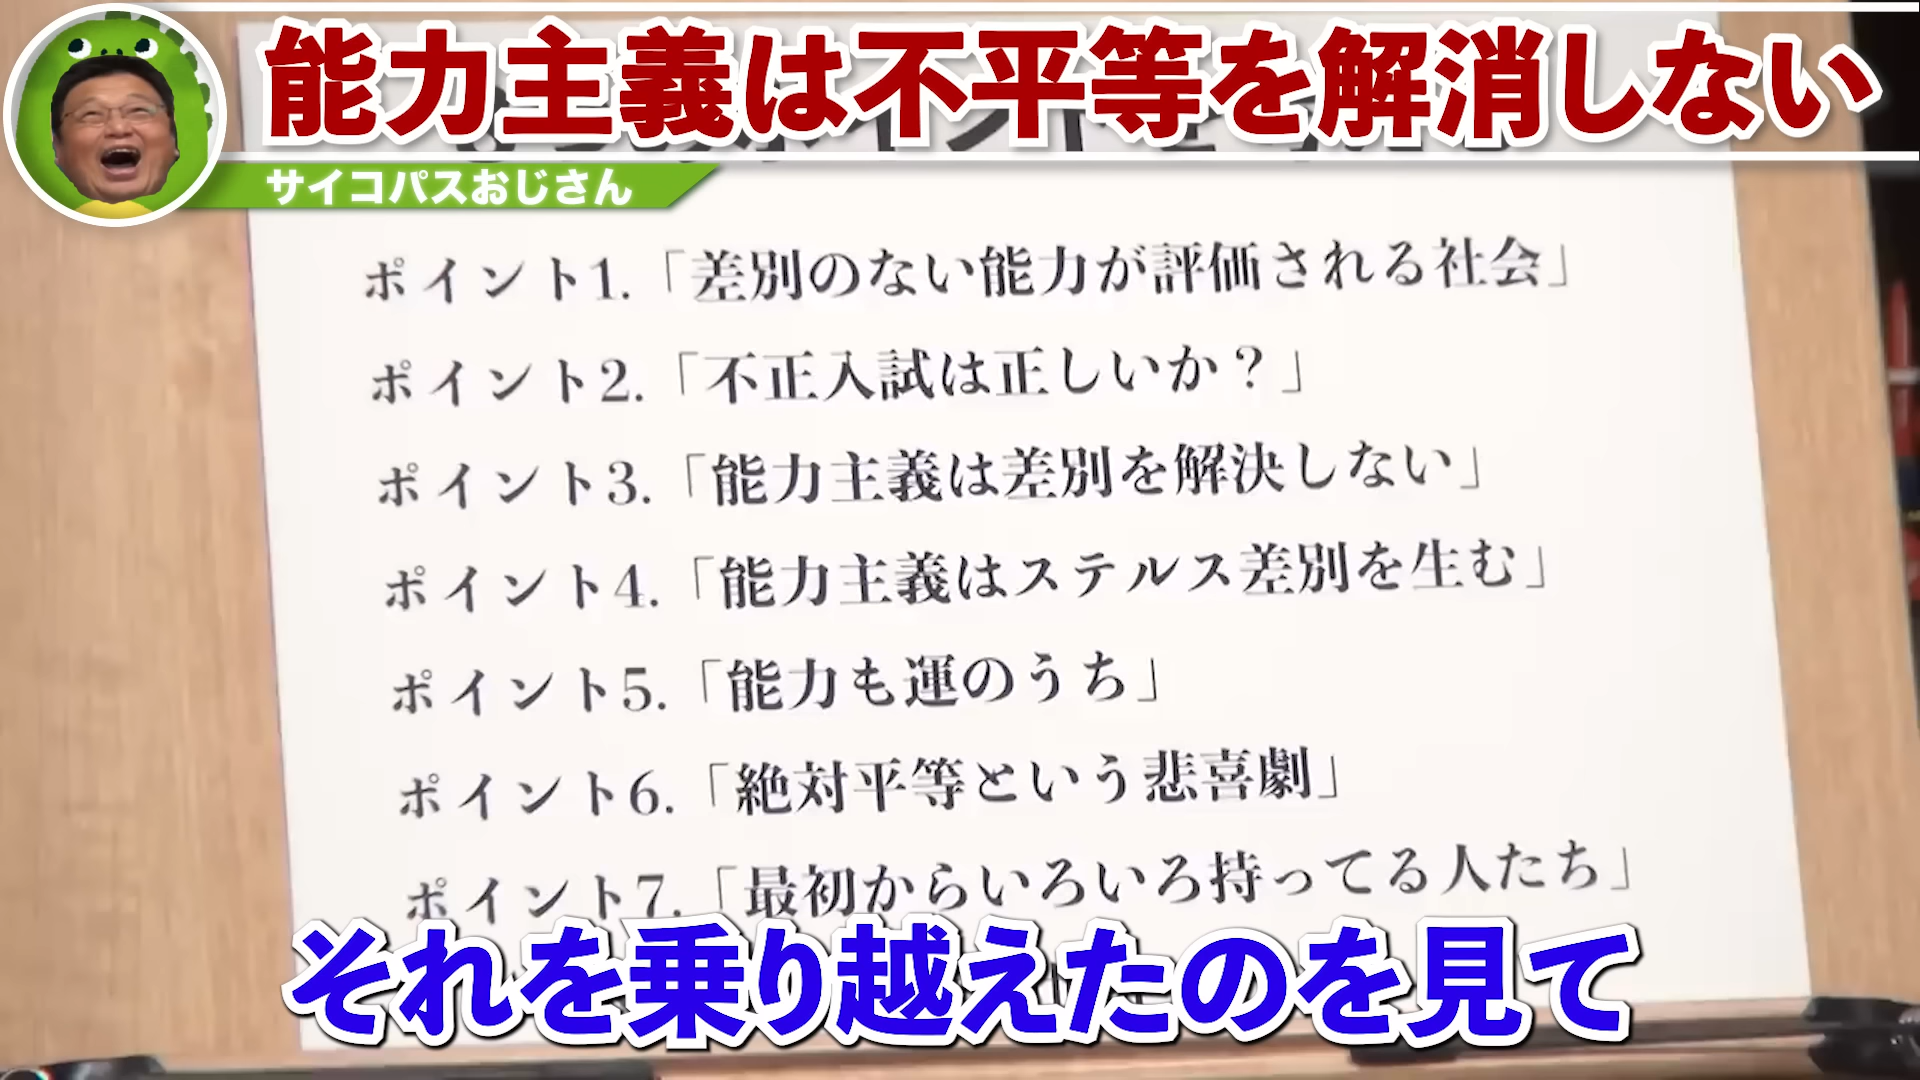 能力主義は不平等を解消しない
サイコパスおじさん
ポイント1.「差別のない能力が評価される社会」
ポイント2.「不正入試は正しいか？」
ポイント3.「能力主義は差別を解決しない」
ポイント4.「能力主義はステルス差別を生む」
ポイント5.「能力も運のうち」
ポイント6.「絶対平等という悲喜劇」
ポイント7.「最初からいろいろ持ってる人たち」
それを乗り越えたのを見て